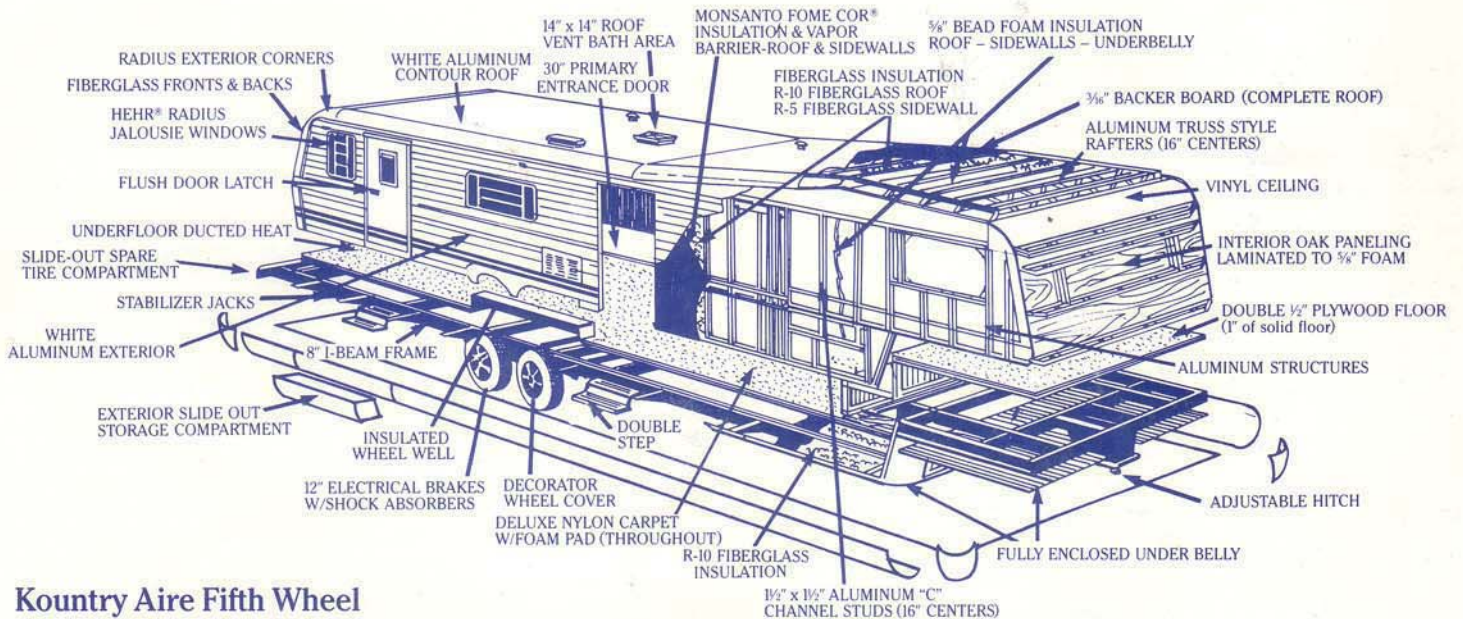 14" x 14" ROOF
VENT BATH AREA
MONSANTO FOME COR®
INSULATION & VAPOR
BARRIER-ROOF & SIDEWALLS
⅝" BEAD FOAM INSULATION
ROOF – SIDEWALLS – UNDERBELLY
RADIUS EXTERIOR CORNERS
FIBERGLASS FRONTS & BACKS
HEHR® RADIUS
JALOUSIE WINDOWS
WHITE ALUMINUM
CONTOUR ROOF
30" PRIMARY
ENTRANCE DOOR
FIBERGLASS INSULATION
R-10 FIBERGLASS ROOF
R-5 FIBERGLASS SIDEWALL
3/16" BACKER BOARD (COMPLETE ROOF)
ALUMINUM TRUSS STYLE
RAFTERS (16" CENTERS)
FLUSH DOOR LATCH
VINYL CEILING
UNDERFLOOR DUCTED HEAT
SLIDE-OUT SPARE
TIRE COMPARTMENT
INTERIOR OAK PANELING
LAMINATED TO ⅝" FOAM
STABILIZER JACKS
DOUBLE ½" PLYWOOD FLOOR
(1" of solid floor)
WHITE
ALUMINUM EXTERIOR
8" I-BEAM FRAME
ALUMINUM STRUCTURES
EXTERIOR SLIDE OUT
STORAGE COMPARTMENT
INSULATED
WHEEL WELL
DOUBLE
STEP
12" ELECTRICAL BRAKES
W/SHOCK ABSORBERS
DECORATOR
WHEEL COVER
ADJUSTABLE HITCH
DELUXE NYLON CARPET
W/FOAM PAD (THROUGHOUT)
R-10 FIBERGLASS
INSULATION
FULLY ENCLOSED UNDER BELLY
1½" x 1½" ALUMINUM "C"
CHANNEL STUDS (16" CENTERS)
Kountry Aire Fifth Wheel